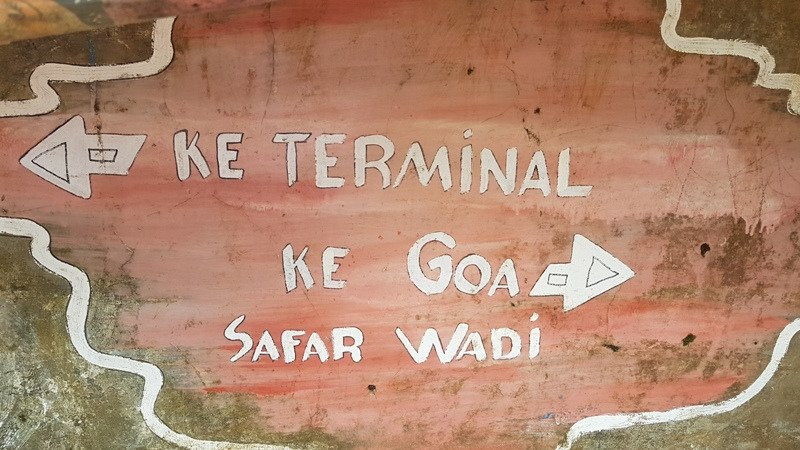 KE TERMINAL
KE GOA
SAFAR WADI